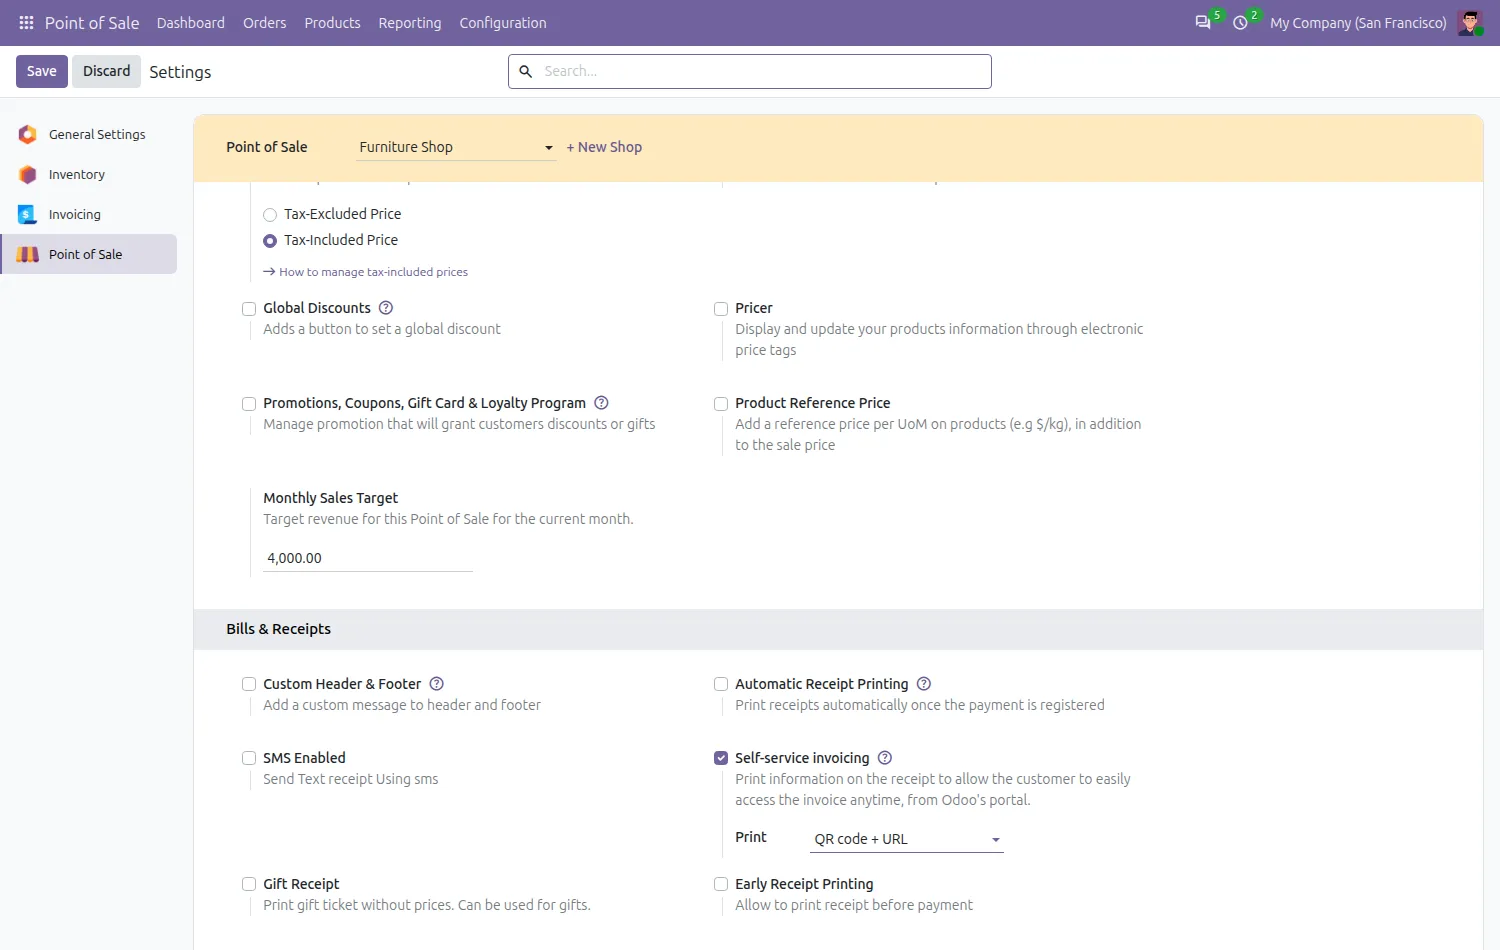 Point of Sale Dashboard Orders Products Reporting Configuration 5 2 My Company (San Francisco)
Save Discard Settings Search...
General Settings
Inventory
Invoicing
Point of Sale
Point of Sale Furniture Shop + New Shop
Tax-Excluded Price
Tax-Included Price
→ How to manage tax-included prices
Global Discounts ?
Adds a button to set a global discount
Pricer
Display and update your products information through electronic
price tags
Promotions, Coupons, Gift Card & Loyalty Program ?
Manage promotion that will grant customers discounts or gifts
Product Reference Price
Add a reference price per UoM on products (e.g $/kg), in addition
to the sale price
Monthly Sales Target
Target revenue for this Point of Sale for the current month.
4,000.00
Bills & Receipts
Custom Header & Footer ?
Add a custom message to header and footer
Automatic Receipt Printing ?
Print receipts automatically once the payment is registered
SMS Enabled
Send Text receipt Using sms
Self-service invoicing ?
Print information on the receipt to allow the customer to easily
access the invoice anytime, from Odoo's portal.
Print QR code + URL
Gift Receipt
Print gift ticket without prices. Can be used for gifts.
Early Receipt Printing
Allow to print receipt before payment